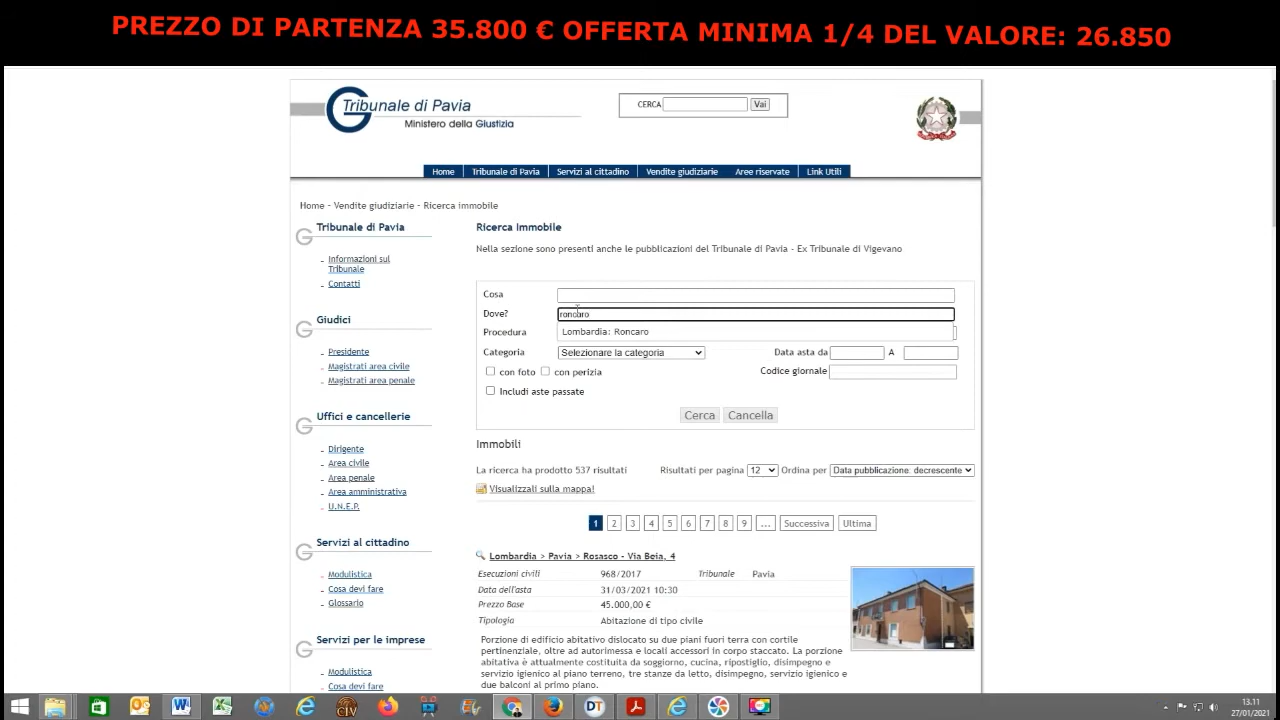 PREZZO DI PARTENZA 35.800 € OFFERTA MINIMA 1/4 DEL VALORE: 26.850
Tribunale di Pavia
Ministero della Giustizia
CERCA Vai
Home Tribunale di Pavia Servizi al cittadino Vendite giudiziarie Aree riservate Link Utili
Home - Vendite giudiziarie - Ricerca immobile
Tribunale di Pavia
Informazioni sul
Tribunale
Contatti
Giudici
Presidente
Magistrati area civile
Magistrati area penale
Uffici e cancellerie
Dirigente
Area civile
Area penale
Area amministrativa
U.N.E.P.
Servizi al cittadino
Modulistica
Cosa devi fare
Glossario
Servizi per le imprese
Modulistica
Cosa devi fare
Ricerca Immobile
Nella sezione sono presenti anche le pubblicazioni del Tribunale di Pavia - Ex Tribunale di Vigevano
Cosa
Dove? roncaro
Lombardia: Roncaro
Procedura
Categoria Selezionare la categoria Data asta da A
con foto con perizia Codice giornale
Includi aste passate
Cerca Cancella
Immobili
La ricerca ha prodotto 537 risultati Risultati per pagina 12 Ordina per Data pubblicazione: decrescente
Visualizzali sulla mappa!
1 2 3 4 5 6 7 8 9 ... Successiva Ultima
Lombardia > Pavia > Rosasco - Via Beia, 4
Esecuzioni civili 968/2017 Tribunale Pavia
Data dell'asta 31/03/2021 10:30
Prezzo Base 45.000,00 €
Tipologia Abitazione di tipo civile
Porzione di edificio abitativo dislocato su due piani fuori terra con cortile
pertinenziale, oltre ad autorimessa e locali accessori in corpo staccato. La porzione
abitativa è attualmente costituita da soggiorno, cucina, ripostiglio, disimpegno e
servizio igienico al piano terreno, tre stanze da letto, disimpegno, servizio igienico e
due balconi al primo piano.
CIV
DT
13.11
27/01/2021